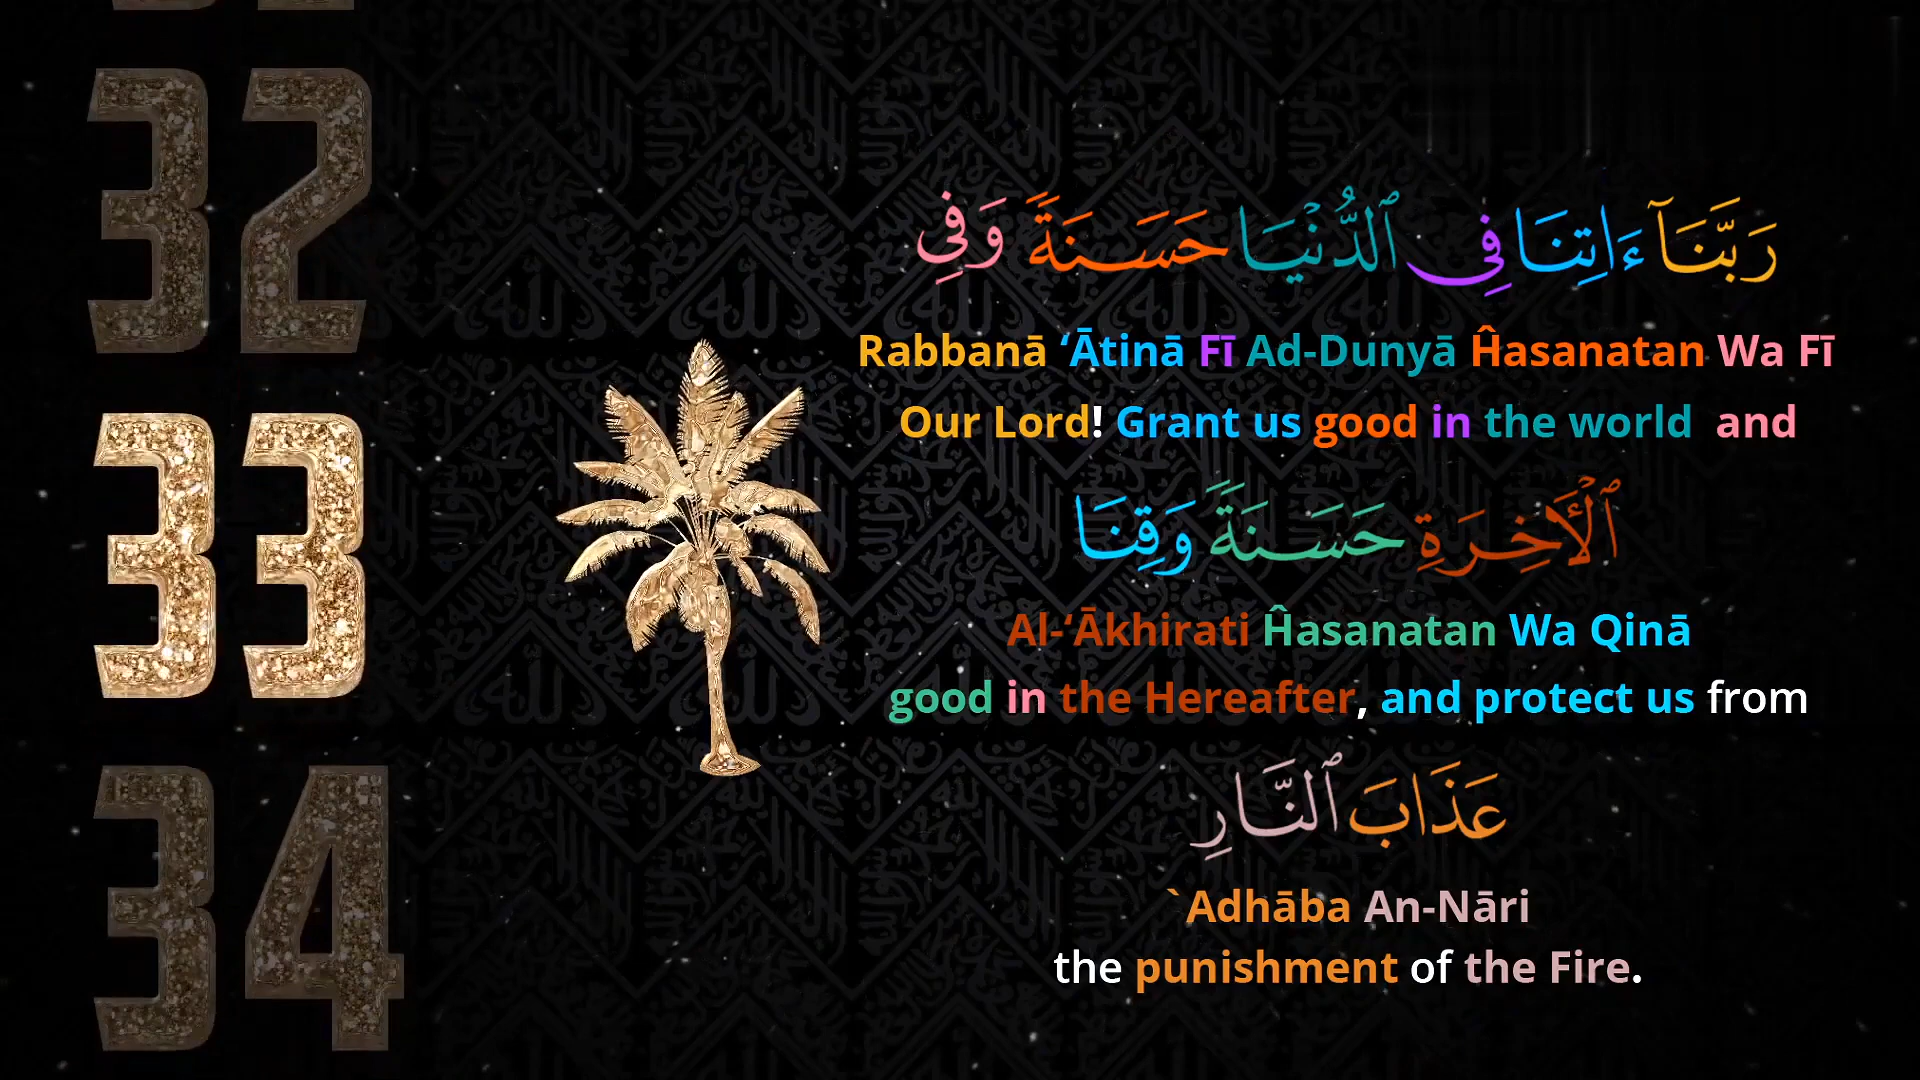 32
33
34
رَبَّنَآ ءَاتِنَا فِى ٱلدُّنْيَا حَسَنَةً وَفِى
Rabbanā ‘Ātinā Fī Ad-Dunyā Ĥasanatan Wa Fī
Our Lord! Grant us good in the world and
ٱلْأَخِرَةِ حَسَنَةً وَقِنَا
Al-‘Ākhirati Ĥasanatan Wa Qinā
good in the Hereafter, and protect us from
عَذَابَ ٱلنَّارِ
`Adhāba An-Nāri
the punishment of the Fire.